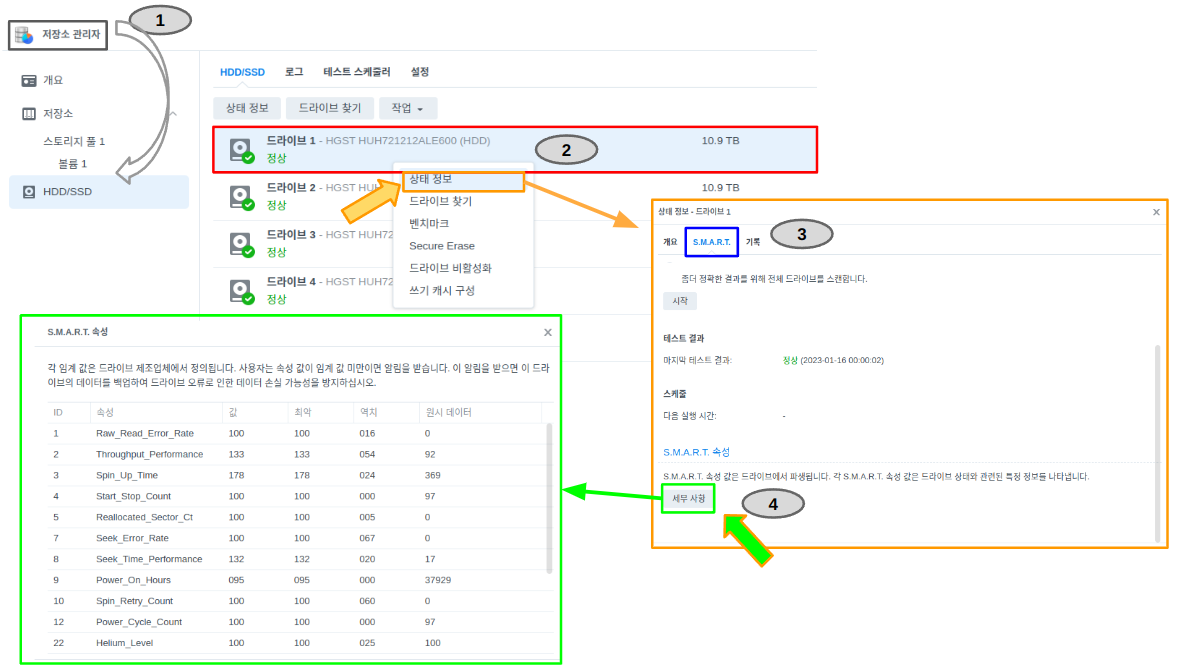 1
저장소 관리자
개요
저장소
스토리지 풀 1
볼륨 1
HDD/SSD
HDD/SSD 로그 테스트 스케줄러 설정
상태 정보 드라이브 찾기 작업
드라이브 1 - HGST HUH721212ALE600 (HDD) 10.9 TB
정상
2
드라이브 2 - HGST HUH 10.9 TB
정상
드라이브 3 - HGST HUH72
정상
드라이브 4 - HGST HUH72
정상
상태 정보
드라이브 찾기
벤치마크
Secure Erase
드라이브 비활성화
쓰기 캐시 구성
상태 정보 - 드라이브 1
개요 S.M.A.R.T. 기록
3
좀더 정확한 결과를 위해 전체 드라이브를 스캔합니다.
시작
테스트 결과
마지막 테스트 결과: 정상 (2023-01-16 00:00:02)
스케줄
다음 실행 시간: -
S.M.A.R.T. 속성
S.M.A.R.T. 속성 값은 드라이브에서 파생됩니다. 각 S.M.A.R.T. 속성 값은 드라이브 상태와 관련된 특정 정보를 나타냅니다.
세부 사항
4
S.M.A.R.T. 속성
각 임계 값은 드라이브 제조업체에서 정의됩니다. 사용자는 속성 값이 임계 값 미만이면 알림을 받습니다. 이 알림을 받으면 이 드라
이브의 데이터를 백업하여 드라이브 오류로 인한 데이터 손실 가능성을 방지하십시오.
ID 속성 값 최악 역치 원시 데이터
1 Raw_Read_Error_Rate 100 100 016 0
2 Throughput_Performance 133 133 054 92
3 Spin_Up_Time 178 178 024 369
4 Start_Stop_Count 100 100 000 97
5 Reallocated_Sector_Ct 100 100 005 0
7 Seek_Error_Rate 100 100 067 0
8 Seek_Time_Performance 132 132 020 17
9 Power_On_Hours 095 095 000 37929
10 Spin_Retry_Count 100 100 060 0
12 Power_Cycle_Count 100 100 000 97
22 Helium_Level 100 100 025 100